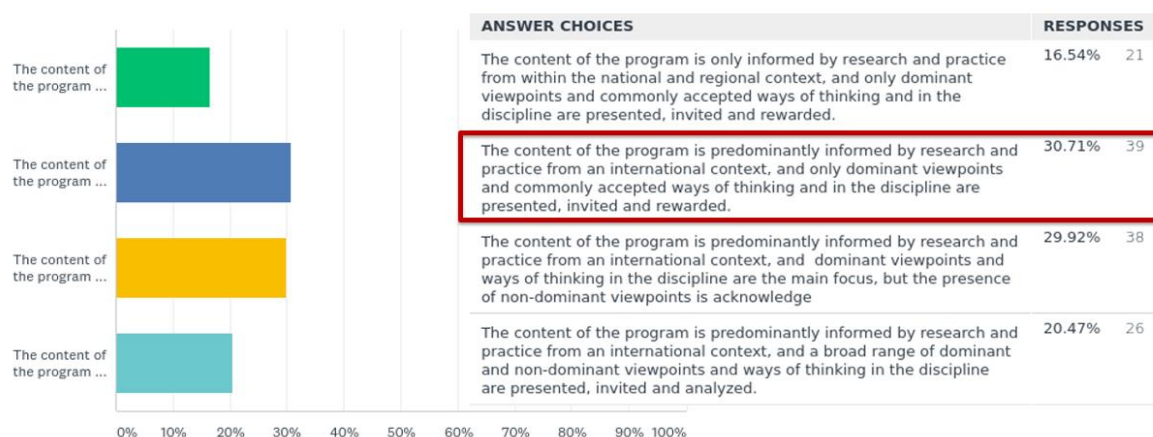 ANSWER CHOICES RESPONSES
The content of the program is only informed by research and practice 16.54% 21
from within the national and regional context, and only dominant
viewpoints and commonly accepted ways of thinking and in the
discipline are presented, invited and rewarded.
The content of the program is predominantly informed by research and 30.71% 39
practice from an international context, and only dominant viewpoints
and commonly accepted ways of thinking and in the discipline are
presented, invited and rewarded.
The content of the program is predominantly informed by research and 29.92% 38
practice from an international context, and dominant viewpoints and
ways of thinking in the discipline are the main focus, but the presence
of non-dominant viewpoints is acknowledge
The content of the program is predominantly informed by research and 20.47% 26
practice from an international context, and a broad range of dominant
and non-dominant viewpoints and ways of thinking in the discipline
are presented, invited and analyzed.
The content of
the program ...
The content of
the program ...
The content of
the program ...
The content of
the program ...
0% 10% 20% 30% 40% 50% 60% 70% 80% 90% 100%